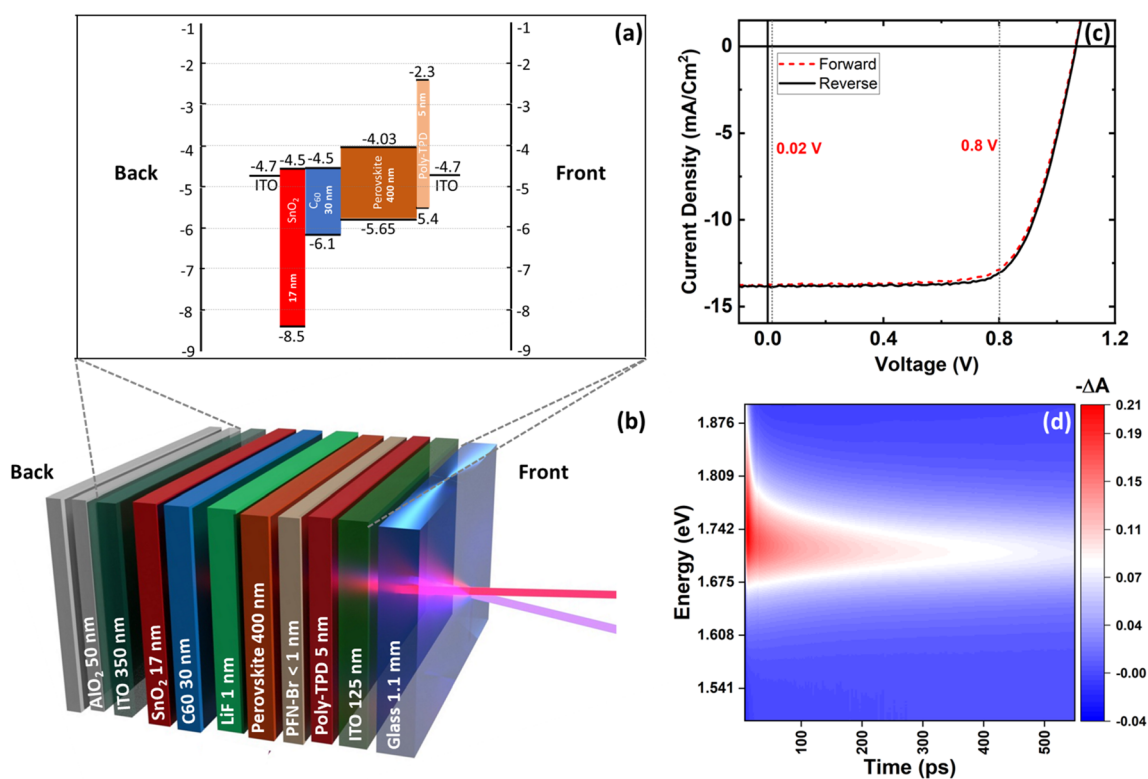 (a)
-1
-2
-3
-4
-5
-6
-7
-8
-9
Back
-4.7
ITO
-4.5
SnO2
17 nm
-8.5
-4.5
C60
30 nm
-6.1
-4.03
Perovskite
400 nm
-5.65
-2.3
Poly-TPD 5 nm
5.4
-4.7
ITO
-1
-2
-3
-4
-5
-6
-7
-8
-9
Front
(c)
Forward
Reverse
0.02 V
0.8 V
0
-5
-10
-15
Current Density (mA/Cm2)
0.0
0.4
0.8
1.2
Voltage (V)
(b)
Back
Front
AlO2 50 nm
ITO 350 nm
SnO2 17 nm
C60 30 nm
LiF 1 nm
Perovskite 400 nm
PFN-Br < 1 nm
Poly-TPD 5 nm
ITO 125 nm
Glass 1.1 mm
(d)
-ΔA
0.21
0.19
0.16
0.13
0.10
0.07
0.04
-0.00
-0.04
1.876
1.809
1.742
1.675
1.608
1.541
Energy (eV)
100
200
300
400
500
Time (ps)